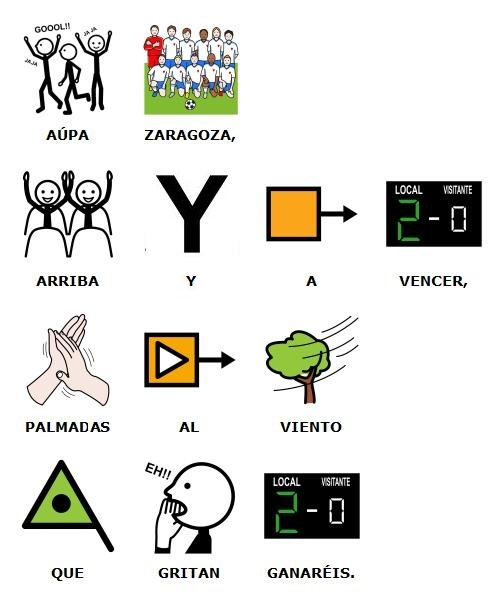 GOOOL!! JA JA
JAJA
AÚPA ZARAGOZA,
Y
LOCAL VISITANTE
2 - 0
ARRIBA Y A VENCER,
PALMADAS AL VIENTO
EH!!
LOCAL VISITANTE
2 - 0
QUE GRITAN GANARÉIS.